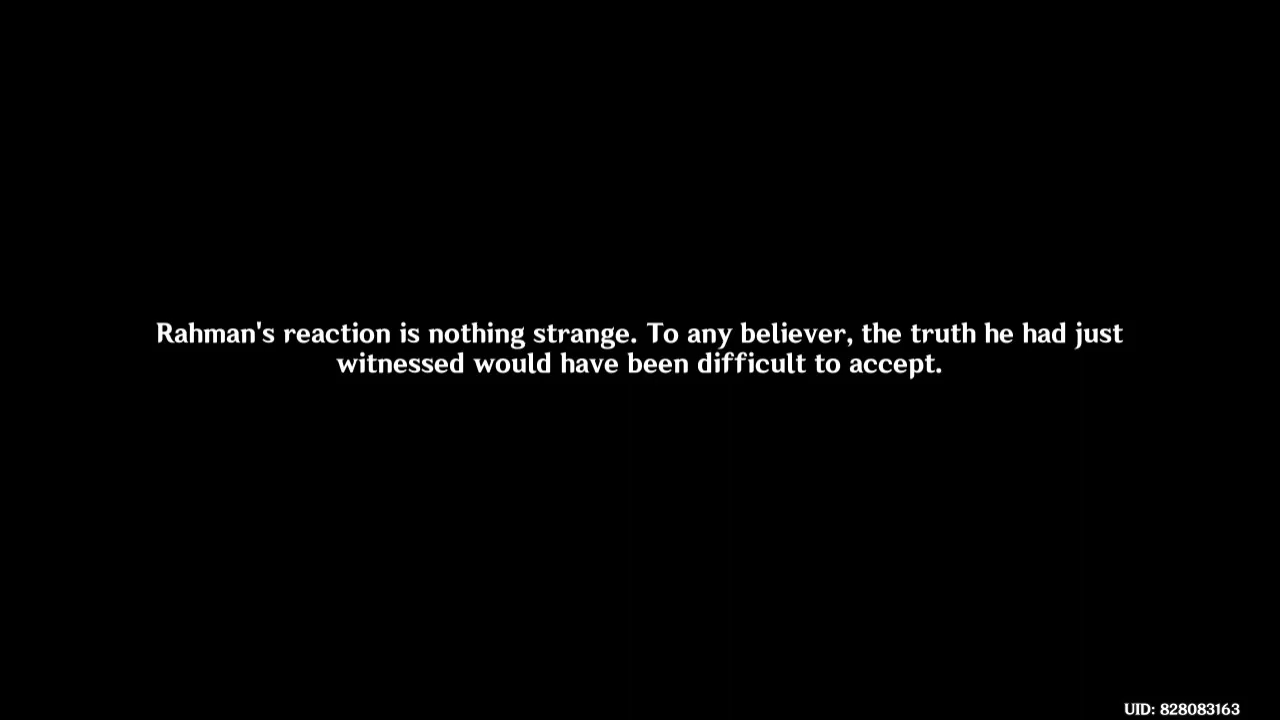 Rahman's reaction is nothing strange. To any believer, the truth he had just
witnessed would have been difficult to accept.
UID: 828083163